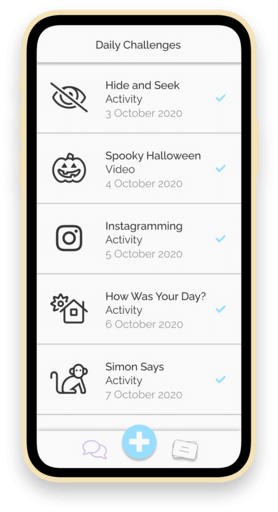 Daily Challenges
Hide and Seek
Activity
3 October 2020
Spooky Halloween
Video
4 October 2020
Instagramming
Activity
5 October 2020
How Was Your Day?
Activity
6 October 2020
Simon Says
Activity
7 October 2020